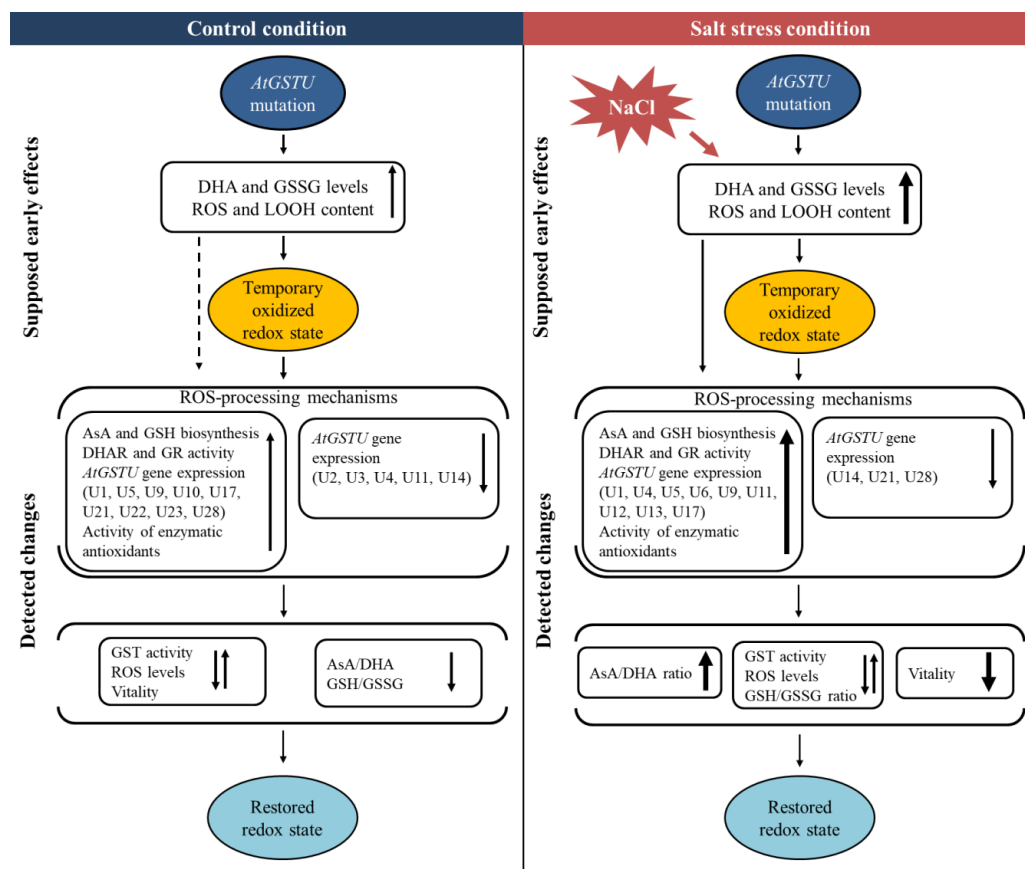 Control condition
Supposed early effects
Detected changes
AtGSTU
mutation
DHA and GSSG levels
ROS and LOOH content
Temporary
oxidized
redox state
ROS-processing mechanisms
AsA and GSH biosynthesis
DHAR and GR activity
AtGSTU gene expression
(U1, U5, U9, U10, U17,
U21, U22, U23, U28)
Activity of enzymatic
antioxidants
AtGSTU gene
expression
(U2, U3, U4, U11, U14)
GST activity
ROS levels
Vitality
AsA/DHA
GSH/GSSG
Restored
redox state
Salt stress condition
Supposed early effects
Detected changes
NaCl
AtGSTU
mutation
DHA and GSSG levels
ROS and LOOH content
Temporary
oxidized
redox state
ROS-processing mechanisms
AsA and GSH biosynthesis
DHAR and GR activity
AtGSTU gene expression
(U1, U4, U5, U6, U9, U11,
U12, U13, U17)
Activity of enzymatic
antioxidants
AtGSTU gene
expression
(U14, U21, U28)
AsA/DHA ratio
GST activity
ROS levels
GSH/GSSG ratio
Vitality
Restored
redox state